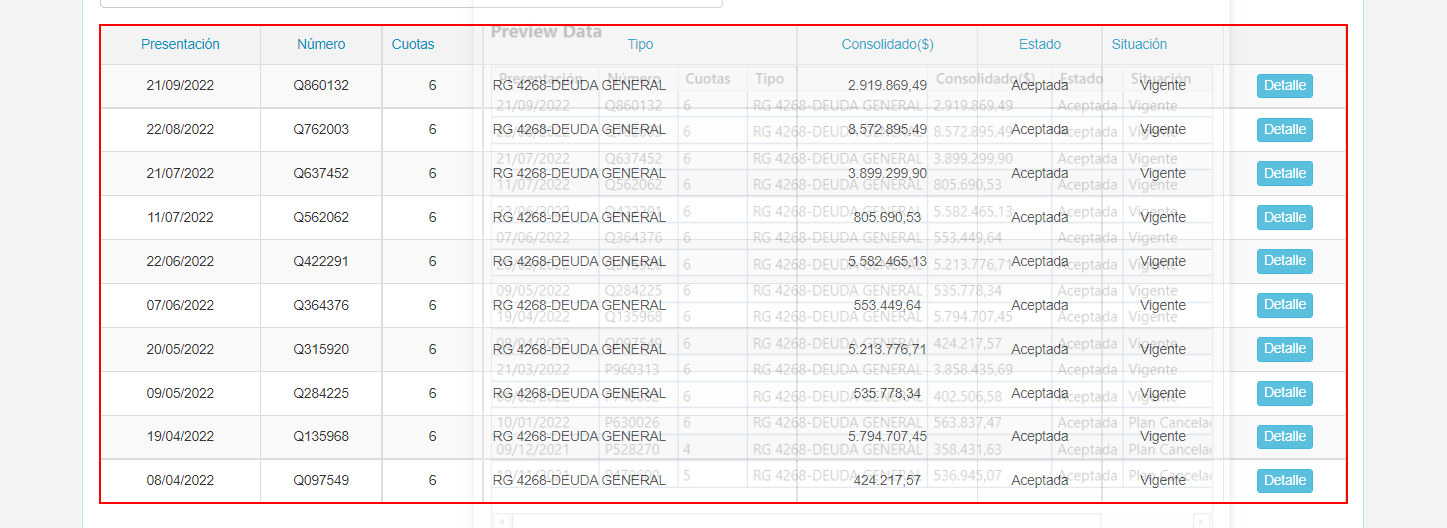 Presentación Número Cuotas Tipo Consolidado($) Estado Situación
21/09/2022 Q860132 6 RG 4268-DEUDA GENERAL 2.919.869,49 Aceptada Vigente Detalle
22/08/2022 Q762003 6 RG 4268-DEUDA GENERAL 8.572.895,49 Aceptada Vigente Detalle
21/07/2022 Q637452 6 RG 4268-DEUDA GENERAL 3.899.299,90 Aceptada Vigente Detalle
11/07/2022 Q562062 6 RG 4268-DEUDA GENERAL 805.690,53 Aceptada Vigente Detalle
22/06/2022 Q422291 6 RG 4268-DEUDA GENERAL 5.582.465,13 Aceptada Vigente Detalle
07/06/2022 Q364376 6 RG 4268-DEUDA GENERAL 553.449,64 Aceptada Vigente Detalle
20/05/2022 Q315920 6 RG 4268-DEUDA GENERAL 5.213.776,71 Aceptada Vigente Detalle
09/05/2022 Q284225 6 RG 4268-DEUDA GENERAL 535.778,34 Aceptada Vigente Detalle
19/04/2022 Q135968 6 RG 4268-DEUDA GENERAL 5.794.707,45 Aceptada Vigente Detalle
08/04/2022 Q097549 6 RG 4268-DEUDA GENERAL 424.217,57 Aceptada Vigente Detalle
Preview Data
Presentación Número Cuotas Tipo Consolidado($) Estado Situación
21/09/2022 Q860132 6 RG 4268-DEUDA GENERAL 2.919.869,49 Aceptada Vigente
6 RG 4268-DEUDA GENERAL 8.572.895,49 Aceptada Vigente
21/07/2022 Q637452 6 RG 4268-DEUDA GENERAL 3.899.299,90 Aceptada Vigente
11/07/2022 Q562062 6 RG 4268-DEUDA GENERAL 805.690,53 Aceptada Vigente
6 RG 4268-DEUDA GENERAL 5.582.465,13 Aceptada Vigente
07/06/2022 Q364376 6 RG 4268-DEUDA GENERAL 553.449,64 Aceptada Vigente
6 RG 4268-DEUDA GENERAL 5.213.776,71 Aceptada Vigente
09/05/2022 Q284225 6 RG 4268-DEUDA GENERAL 535.778,34 Aceptada Vigente
19/04/2022 Q135968 6 RG 4268-DEUDA GENERAL 5.794.707,45 Aceptada Vigente
6 RG 4268-DEUDA GENERAL 424.217,57 Aceptada Vigente
21/03/2022 P960313 6 RG 4268-DEUDA GENERAL 3.858.435,69 Aceptada Vigente
6 RG 4268-DEUDA GENERAL 402.506,58 Aceptada Vigente
10/01/2022 P630026 6 RG 4268-DEUDA GENERAL 563.837,47 Aceptada Plan Cancelac
09/12/2021 P528270 4 RG 4268-DEUDA GENERAL 358.431,63 Aceptada Plan Cancelac
5 RG 4268-DEUDA GENERAL 536.945,07 Aceptada Plan Cancelac